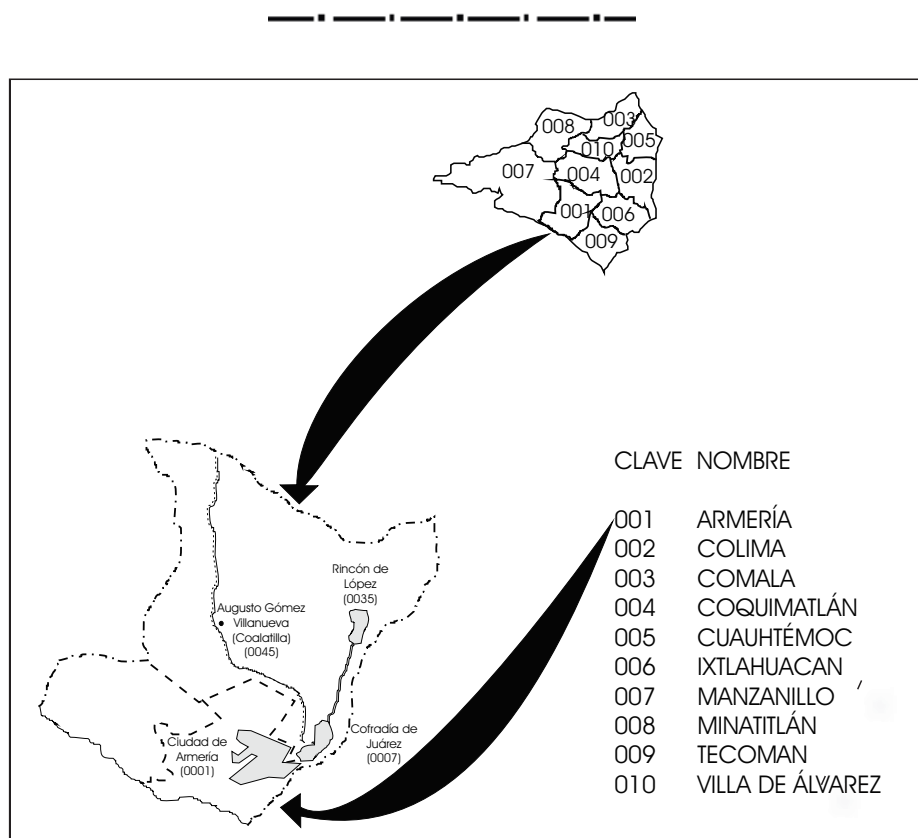 003
008
005
010
007
004
002
001
006
009
CLAVE NOMBRE
001 ARMERÍA
002 COLIMA
003 COMALA
004 COQUIMATLÁN
005 CUAUHTÉMOC
006 IXTLAHUACAN
007 MANZANILLO
008 MINATITLÁN
009 TECOMAN
010 VILLA DE ÁLVAREZ
Rincón de
López
(0035)
Augusto Gómez
Villanueva
(Coalatilla)
(0045)
Ciudad de
Armería
(0001)
Cofradía de
Juárez
(0007)